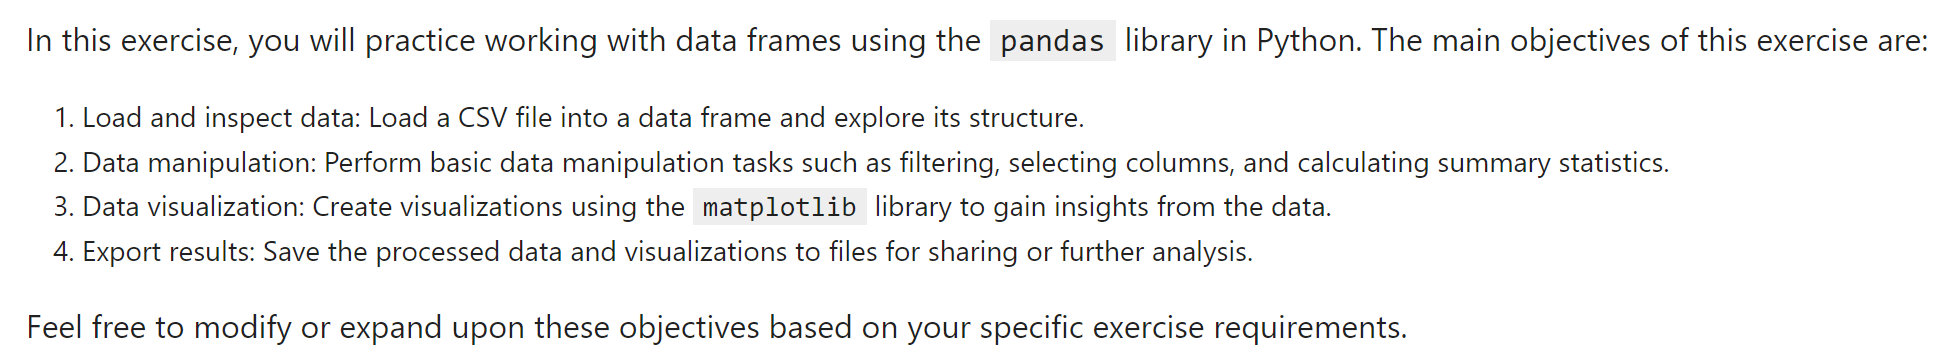 In this exercise, you will practice working with data frames using the pandas library in Python. The main objectives of this exercise are:
1. Load and inspect data: Load a CSV file into a data frame and explore its structure.
2. Data manipulation: Perform basic data manipulation tasks such as filtering, selecting columns, and calculating summary statistics.
3. Data visualization: Create visualizations using the matplotlib library to gain insights from the data.
4. Export results: Save the processed data and visualizations to files for sharing or further analysis.
Feel free to modify or expand upon these objectives based on your specific exercise requirements.